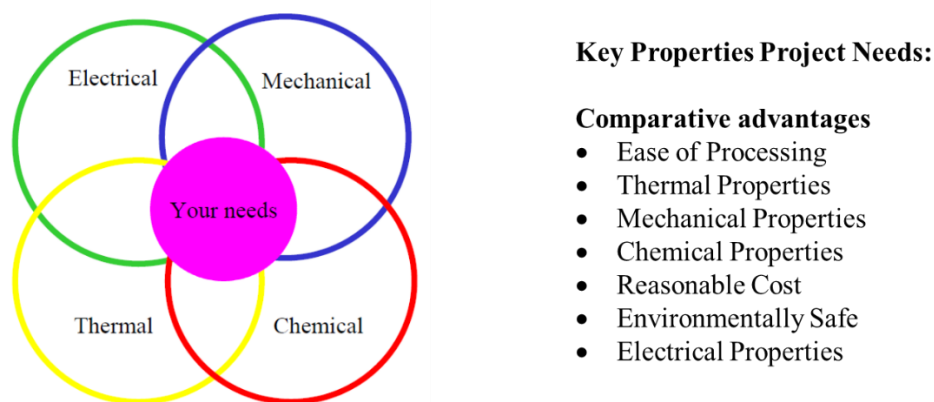 Electrical
Mechanical
Your needs
Thermal
Chemical
Key Properties Project Needs:
Comparative advantages
• Ease of Processing
• Thermal Properties
• Mechanical Properties
• Chemical Properties
• Reasonable Cost
• Environmentally Safe
• Electrical Properties